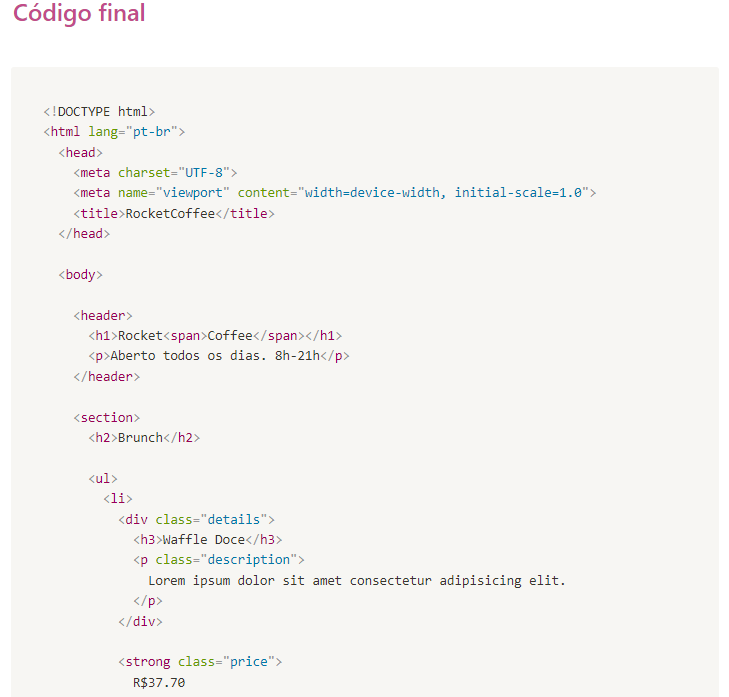 Código final
<!DOCTYPE html>
<html lang="pt-br">
<head>
<meta charset="UTF-8">
<meta name="viewport" content="width=device-width, initial-scale=1.0">
<title>RocketCoffee</title>
</head>
<body>
<header>
<h1>Rocket<span>Coffee</span></h1>
<p>Aberto todos os dias. 8h-21h</p>
</header>
<section>
<h2>Brunch</h2>
<ul>
<li>
<div class="details">
<h3>Waffle Doce</h3>
<p class="description">
Lorem ipsum dolor sit amet consectetur adipisicing elit.
</p>
</div>
<strong class="price">
R$37.70